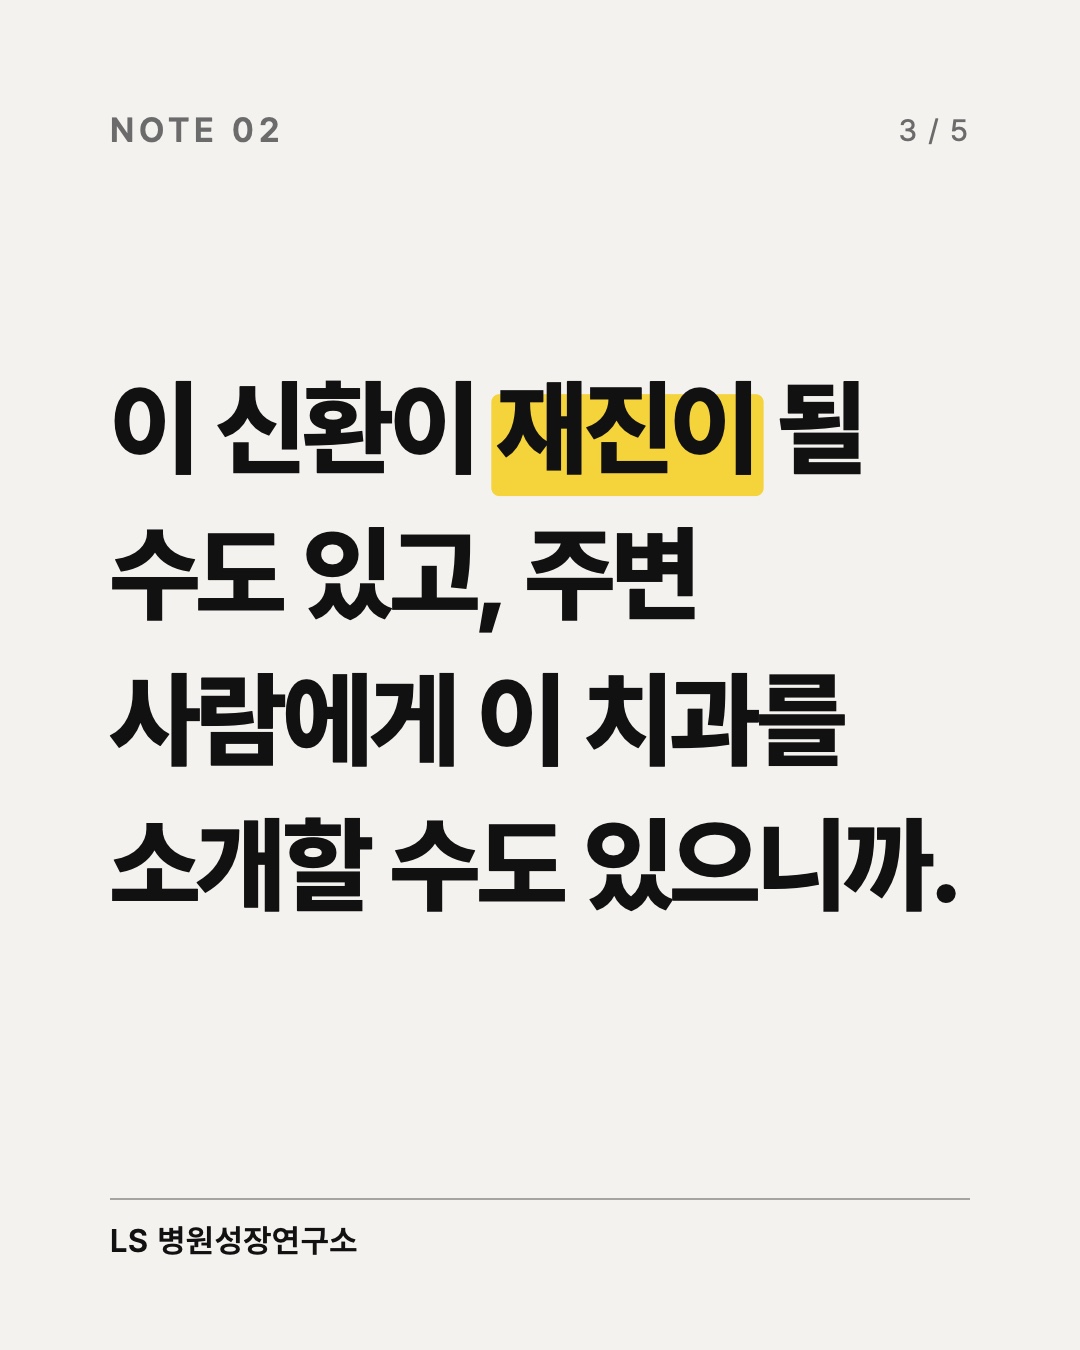 NOTE 02
3 / 5
이 신환이 재진이 될
수도 있고, 주변
사람에게 이 치과를
소개할 수도 있으니까.
LS 병원성장연구소